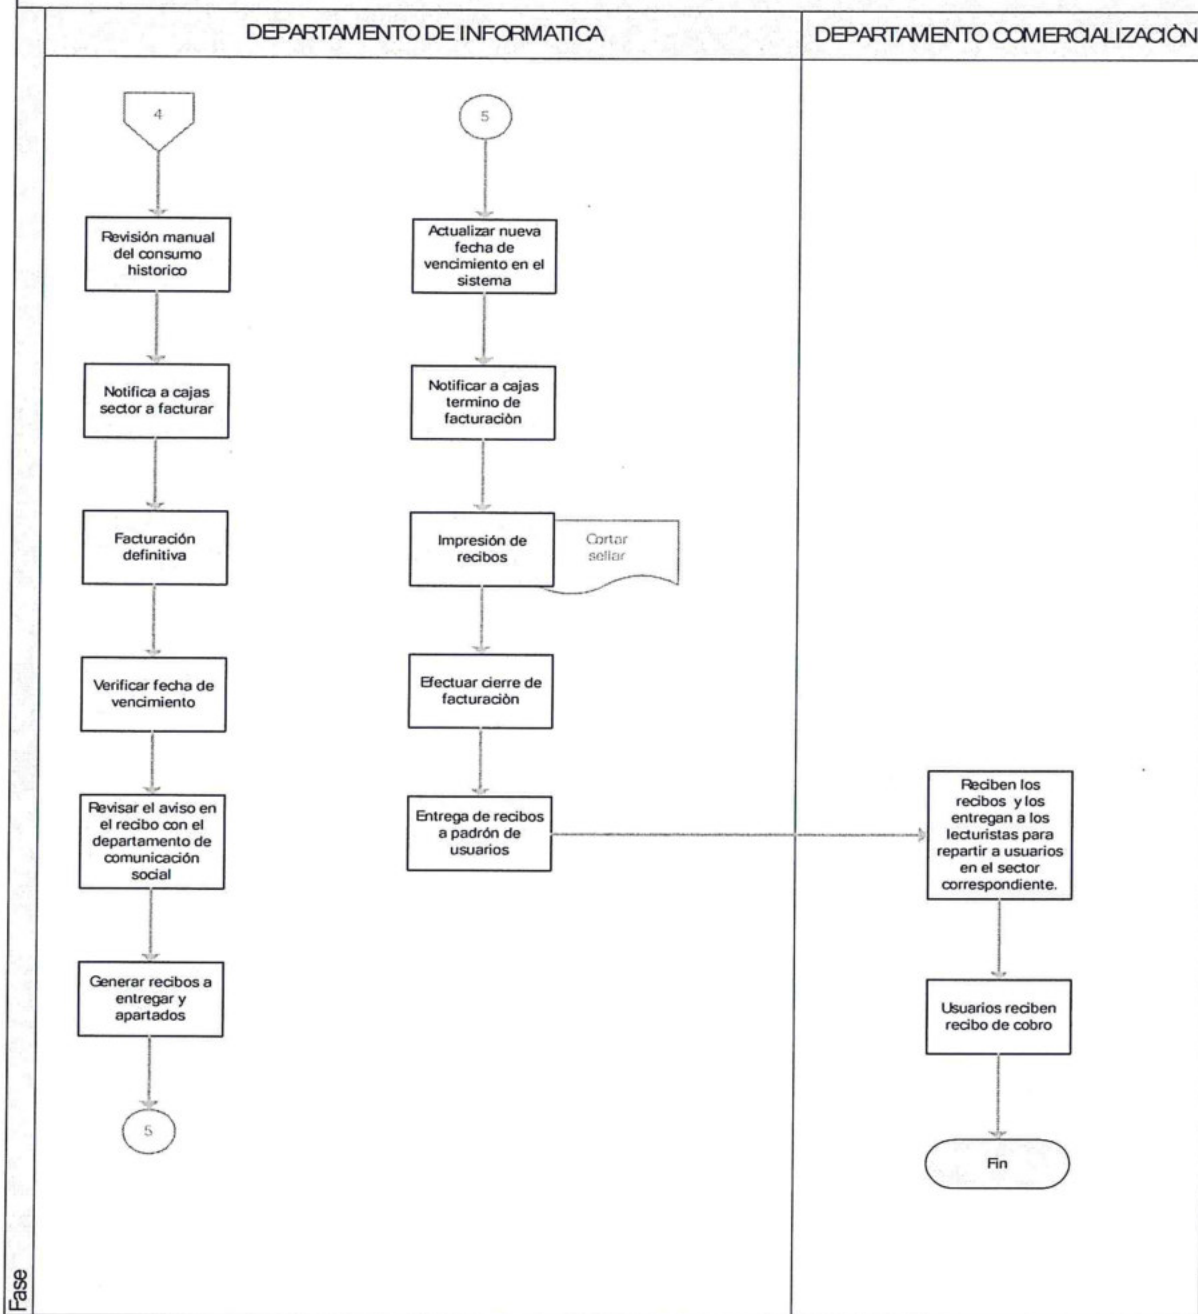 DEPARTAMENTO DE INFORMATICA
DEPARTAMENTO COMERCIALIZACIÒN
4
Revisión manual
del consumo
historico
Notifica a cajas
sector a facturar
Facturación
definitiva
Verificar fecha de
vencimiento
Revisar el aviso en
el recibo con el
departamento de
comunicación
social
Generar recibos a
entregar y
apartados
5
5
Actualizar nueva
fecha de
vencimiento en el
sistema
Notificar a cajas
termino de
facturaciòn
Impresión de
recibos
Cortar
sellar
Efectuar cierre de
facturaciòn
Entrega de recibos
a padrón de
usuarios
Reciben los
recibos y los
entregan a los
lecturistas para
repartir a usuarios
en el sector
correspondiente.
Usuarios reciben
recibo de cobro
Fin
Fase